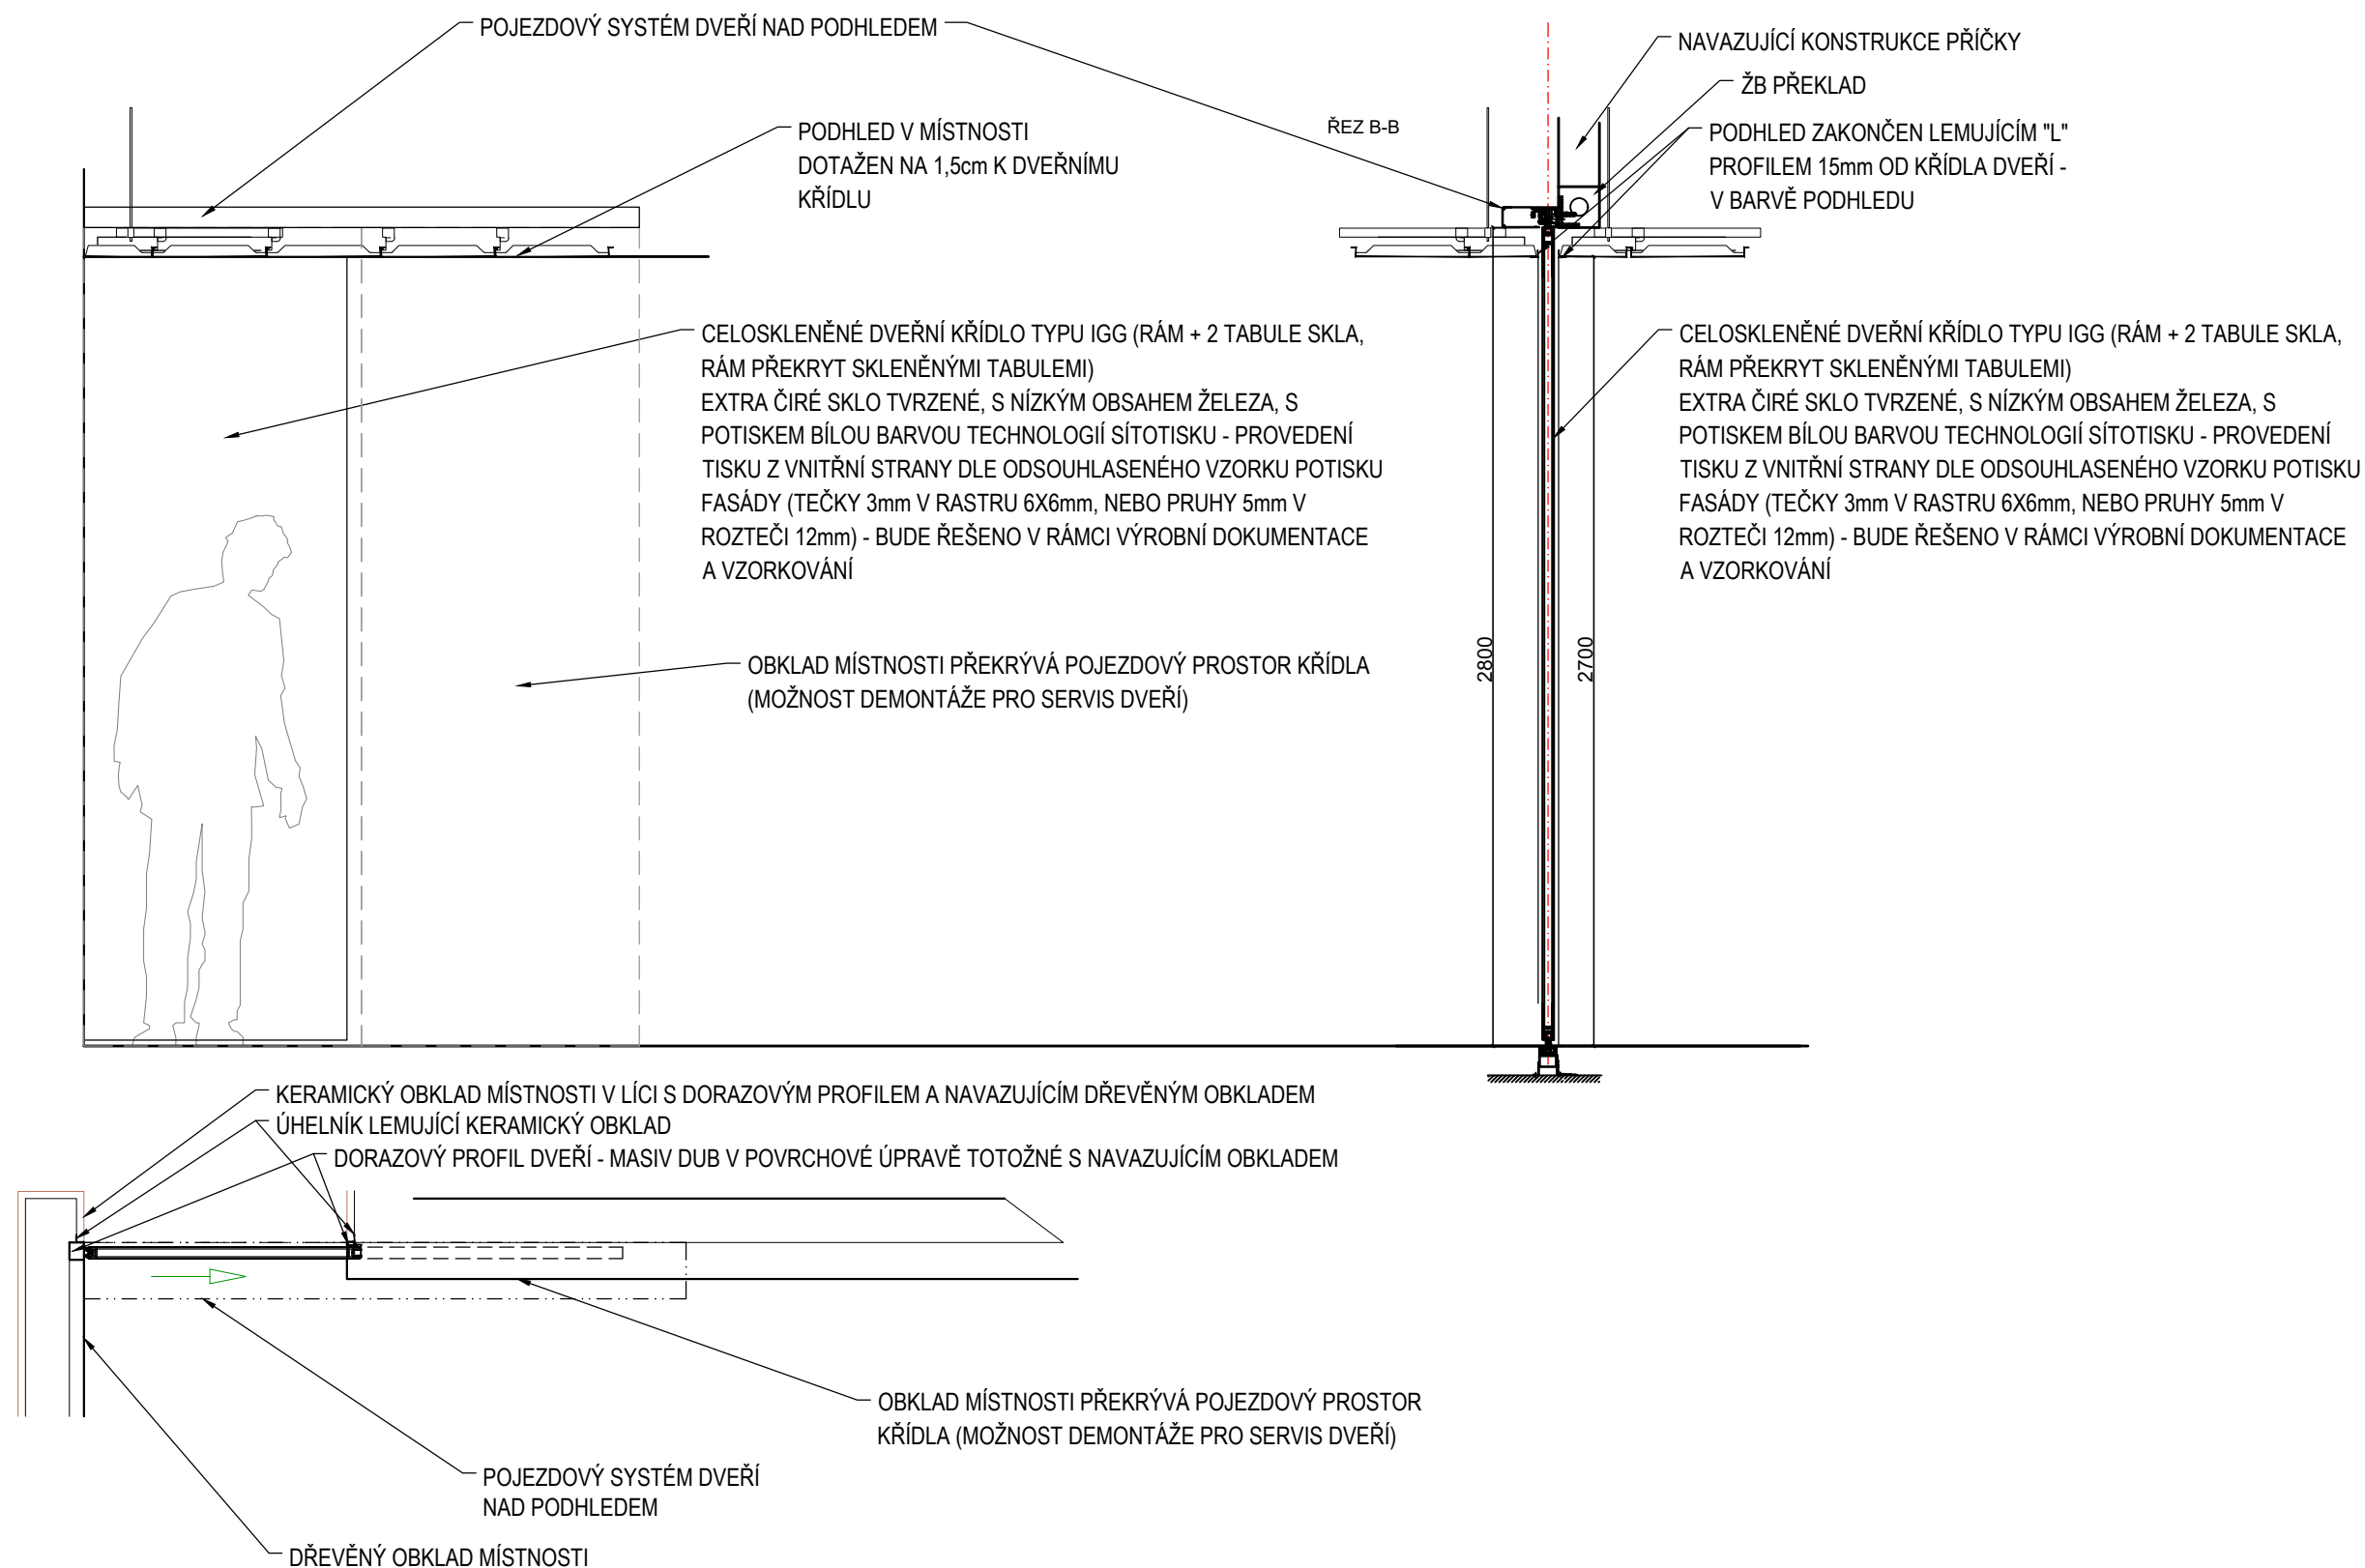 POJEZDOVÝ SYSTÉM DVEŘÍ NAD PODHLEDEM
NAVAZUJÍCÍ KONSTRUKCE PŘÍČKY
ŽB PŘEKLAD
PODHLED V MÍSTNOSTI
DOTAŽEN NA 1,5cm K DVEŘNÍMU
KŘÍDLU
ŘEZ B-B
PODHLED ZAKONČEN LEMUJÍCÍM "L"
PROFILEM 15mm OD KŘÍDLA DVEŘÍ -
V BARVĚ PODHLEDU
CELOSKLENĚNÉ DVEŘNÍ KŘÍDLO TYPU IGG (RÁM + 2 TABULE SKLA,
RÁM PŘEKRYT SKLENĚNÝMI TABULEMI)
EXTRA ČIRÉ SKLO TVRZENÉ, S NÍZKÝM OBSAHEM ŽELEZA, S
POTISKEM BÍLOU BARVOU TECHNOLOGIÍ SÍTOTISKU - PROVEDENÍ
TISKU Z VNITŘNÍ STRANY DLE ODSOUHLASENÉHO VZORKU POTISKU
FASÁDY (TEČKY 3mm V RASTRU 6X6mm, NEBO PRUHY 5mm V
ROZTEČI 12mm) - BUDE ŘEŠENO V RÁMCI VÝROBNÍ DOKUMENTACE
A VZORKOVÁNÍ
CELOSKLENĚNÉ DVEŘNÍ KŘÍDLO TYPU IGG (RÁM + 2 TABULE SKLA,
RÁM PŘEKRYT SKLENĚNÝMI TABULEMI)
EXTRA ČIRÉ SKLO TVRZENÉ, S NÍZKÝM OBSAHEM ŽELEZA, S
POTISKEM BÍLOU BARVOU TECHNOLOGIÍ SÍTOTISKU - PROVEDENÍ
TISKU Z VNITŘNÍ STRANY DLE ODSOUHLASENÉHO VZORKU POTISKU
FASÁDY (TEČKY 3mm V RASTRU 6X6mm, NEBO PRUHY 5mm V
ROZTEČI 12mm) - BUDE ŘEŠENO V RÁMCI VÝROBNÍ DOKUMENTACE
A VZORKOVÁNÍ
OBKLAD MÍSTNOSTI PŘEKRÝVÁ POJEZDOVÝ PROSTOR KŘÍDLA
(MOŽNOST DEMONTÁŽE PRO SERVIS DVEŘÍ)
2800
2700
KERAMICKÝ OBKLAD MÍSTNOSTI V LÍCI S DORAZOVÝM PROFILEM A NAVAZUJÍCÍM DŘEVĚNÝM OBKLADEM
ÚHELNÍK LEMUJÍCÍ KERAMICKÝ OBKLAD
DORAZOVÝ PROFIL DVEŘÍ - MASIV DUB V POVRCHOVÉ ÚPRAVĚ TOTOŽNÉ S NAVAZUJÍCÍM OBKLADEM
OBKLAD MÍSTNOSTI PŘEKRÝVÁ POJEZDOVÝ PROSTOR
KŘÍDLA (MOŽNOST DEMONTÁŽE PRO SERVIS DVEŘÍ)
POJEZDOVÝ SYSTÉM DVEŘÍ
NAD PODHLEDEM
DŘEVĚNÝ OBKLAD MÍSTNOSTI